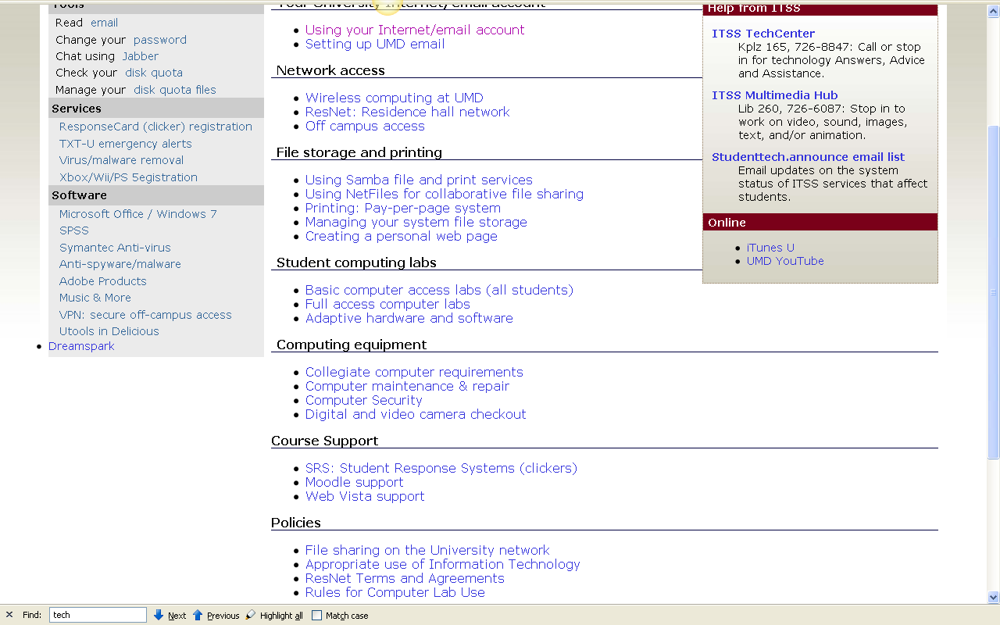 Tools
Read email
Change your password
Chat using Jabber
Check your disk quota
Manage your disk quota files
Services
ResponseCard (clicker) registration
TXT-U emergency alerts
Virus/malware removal
Xbox/Wii/PS 5egistration
Software
Microsoft Office / Windows 7
SPSS
Symantec Anti-virus
Anti-spyware/malware
Adobe Products
Music & More
VPN: secure off-campus access
Utools in Delicious
Dreamspark
Your University Internet/email account
Using your Internet/email account
Setting up UMD email
Network access
Wireless computing at UMD
ResNet: Residence hall network
Off campus access
File storage and printing
Using Samba file and print services
Using NetFiles for collaborative file sharing
Printing: Pay-per-page system
Managing your system file storage
Creating a personal web page
Student computing labs
Basic computer access labs (all students)
Full access computer labs
Adaptive hardware and software
Computing equipment
Collegiate computer requirements
Computer maintenance & repair
Computer Security
Digital and video camera checkout
Course Support
SRS: Student Response Systems (clickers)
Moodle support
Web Vista support
Policies
File sharing on the University network
Appropriate use of Information Technology
ResNet Terms and Agreements
Rules for Computer Lab Use
Help from ITSS
ITSS TechCenter
Kplz 165, 726-8847: Call or stop
in for technology Answers, Advice
and Assistance.
ITSS Multimedia Hub
Lib 260, 726-6087: Stop in to
work on video, sound, images,
text, and/or animation.
Studenttech.announce email list
Email updates on the system
status of ITSS services that affect
students.
Online
iTunes U
UMD YouTube
Find: tech Next Previous Highlight all Match case